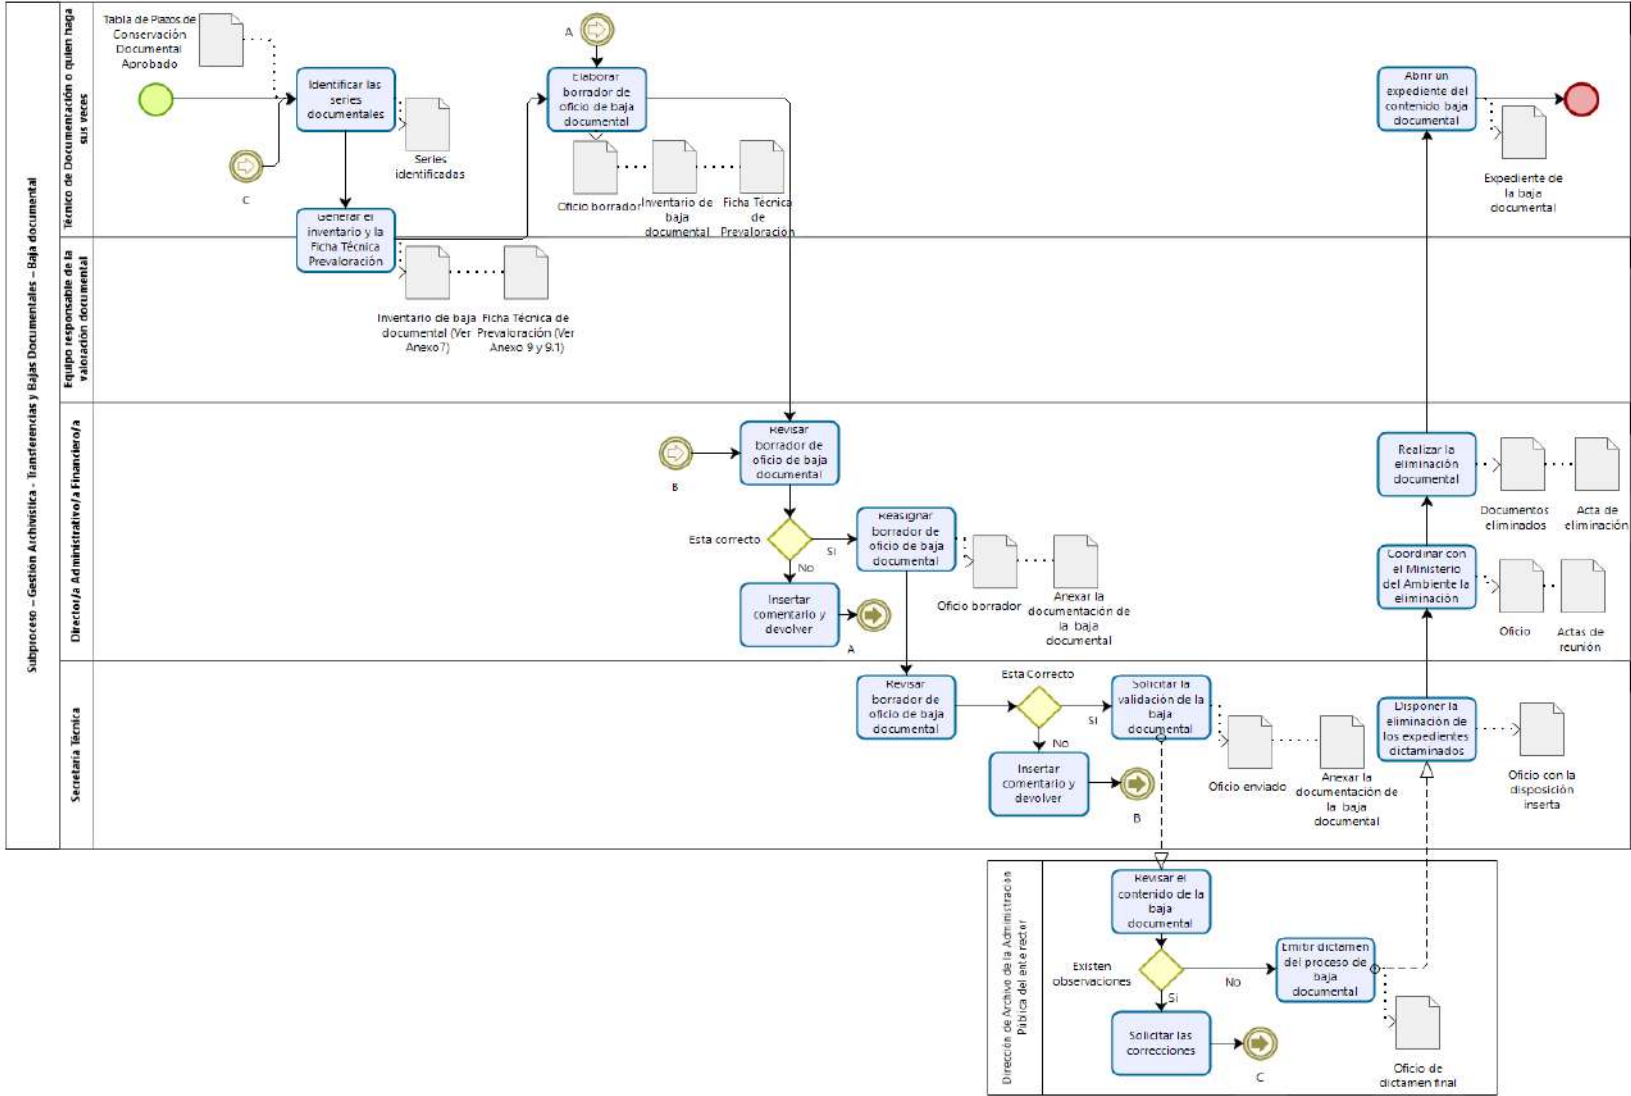 Subproceso – Gestión Archivística - Transferencias y Bajas Documentales – Baja documental
Técnico de Documentación o quien haga
sus veces
Tabla de Plazos de
Conservación
Documental
Aprobado
Identificar las
series
documentales
Series
identificadas
C
Generar el
inventario y la
Ficha Técnica
Prevaloración
A
Elaborar
borrador de
oficio de baja
documental
Oficio borrador
Inventario de
baja
documental
Ficha Técnica
de
Prevaloración
Abrir un
expediente del
contenido baja
documental
Expediente de
la baja
documental
Equipo responsable de la
valoración documental
Inventario de baja
documental (Ver
Anexo7)
Ficha Técnica de
Prevaloración (Ver
Anexo 9 y 9.1)
Director/a Administrativo/a Financiero/a
B
Revisar
borrador de
oficio de baja
documental
Esta correcto
Si
No
Reasignar
borrador de
oficio de baja
documental
Oficio borrador
Anexar la
documentación de
la baja
documental
Insertar
comentario y
devolver
A
Realizar la
eliminación
documental
Documentos
eliminados
Acta de
eliminación
Coordinar con
el Ministerio
del Ambiente la
eliminación
Oficio
Actas de
reunión
Secretaría Técnica
Revisar
borrador de
oficio de baja
documental
Esta Correcto
Si
No
Solicitar la
validación de la
baja
documental
Oficio enviado
Anexar la
documentación de
la baja
documental
Insertar
comentario y
devolver
B
Disponer la
eliminación de
los expedientes
dictaminados
Oficio con la
disposición
inserta
Dirección de Archivo de la Administración
Pública del ente rector
Revisar el
contenido de la
baja
documental
Existen
observaciones
No
Si
Emitir dictamen
del proceso de
baja
documental
Oficio de
dictamen final
Solicitar las
correcciones
C